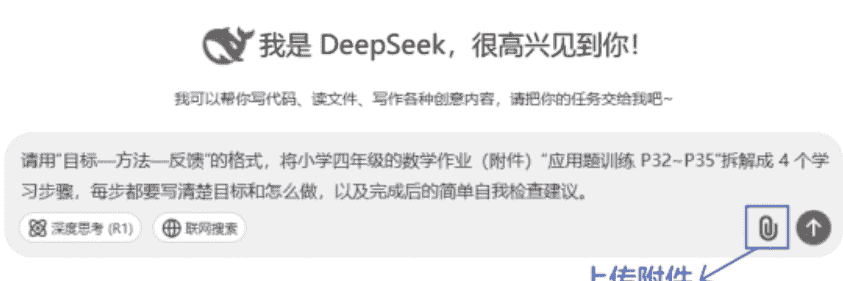 我是 DeepSeek，很高兴见到你！
我可以帮你写代码、读文件、写作各种创意内容，请把你的任务交给我吧~
请用“目标—方法—反馈”的格式，将小学四年级的数学作业（附件）“应用题训练 P32~P35”拆解成 4 个学
习步骤，每步都要写清楚目标和怎么做，以及完成后的简单自我检查建议。
深度思考 (R1) 联网搜索
上传附件